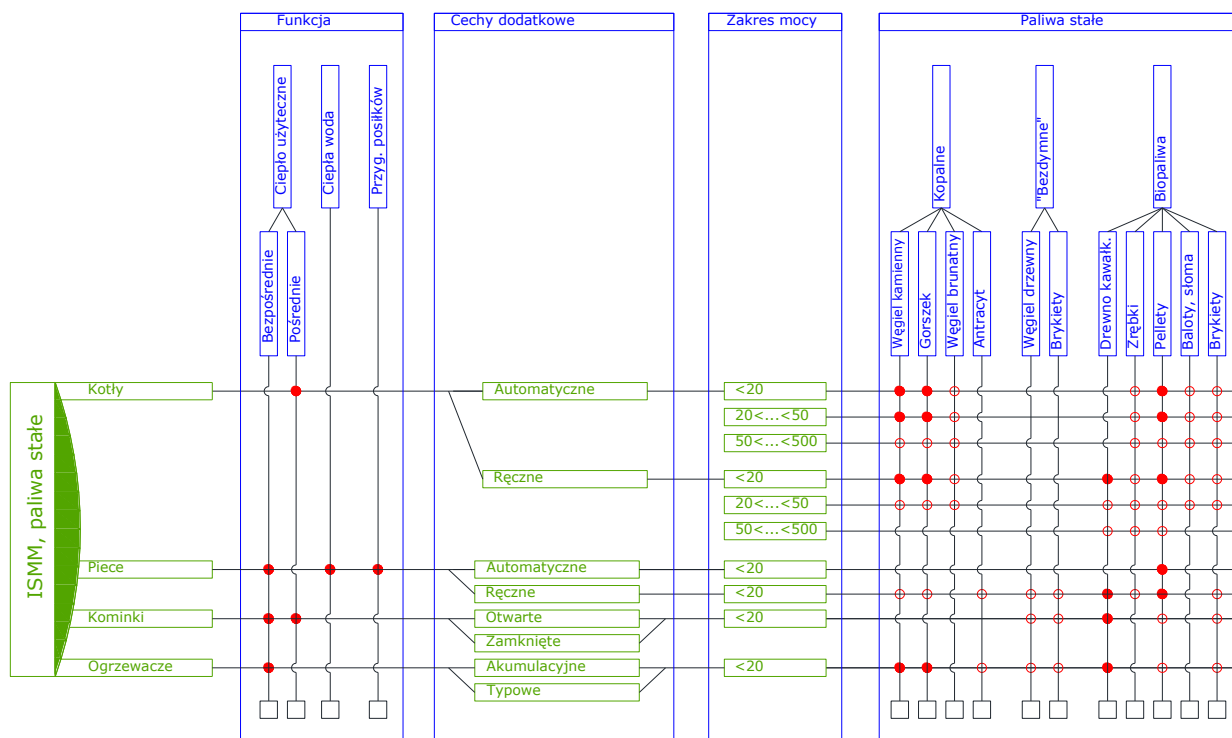 Funkcja
Cechy dodatkowe
Zakres mocy
Paliwa stałe
Ciepło użyteczne
Ciepła woda
Przyg. posiłków
Kopalne
"Bezdymne"
Biopaliwa
Bezpośrednie
Pośrednie
Węgiel kamienny
Gorszek
Węgiel brunatny
Antracyt
Węgiel drzewny
Brykiety
Drewno kawałk.
Zrębki
Pellety
Baloty, słoma
Brykiety
ISMM, paliwa stałe
Kotły
Automatyczne
<20
20<...<50
50<...<500
Ręczne
<20
20<...<50
50<...<500
Piece
Automatyczne
<20
Ręczne
<20
Kominki
Otwarte
<20
Zamknięte
Ogrzewacze
Akumulacyjne
<20
Typowe